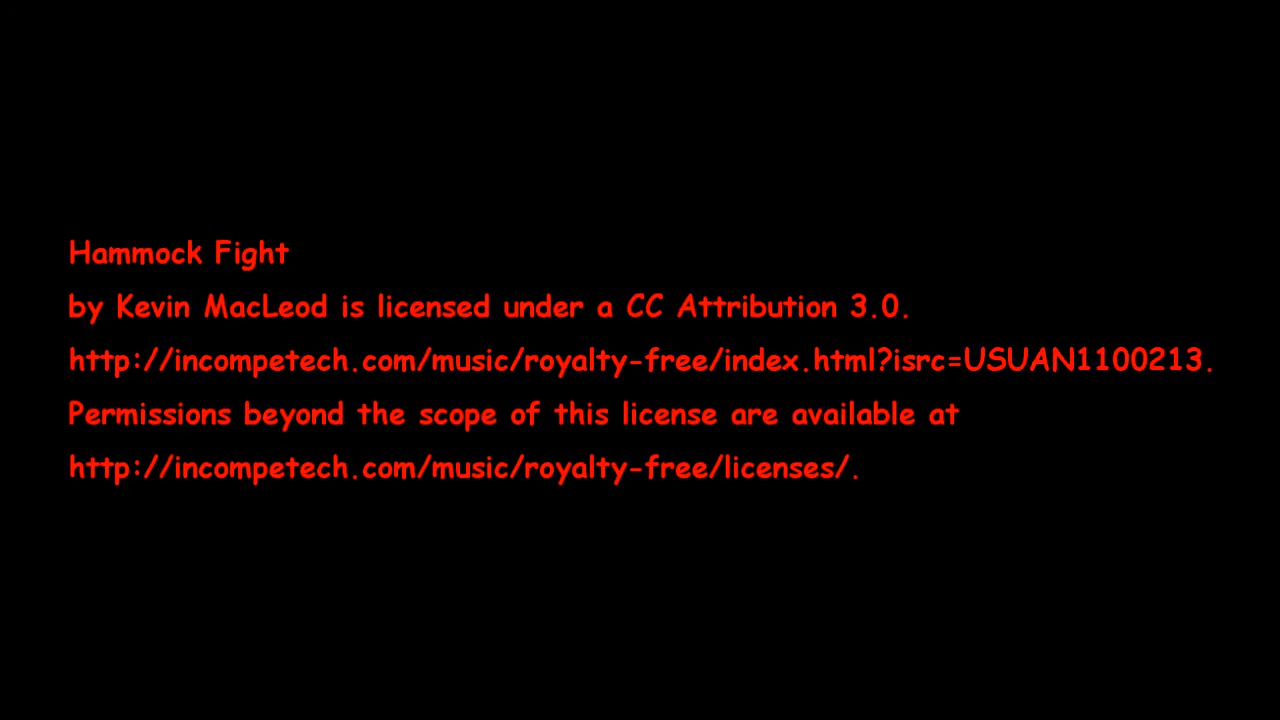 Hammock Fight
by Kevin MacLeod is licensed under a CC Attribution 3.0.
http://incompetech.com/music/royalty-free/index.html?isrc=USUAN1100213.
Permissions beyond the scope of this license are available at
http://incompetech.com/music/royalty-free/licenses/.